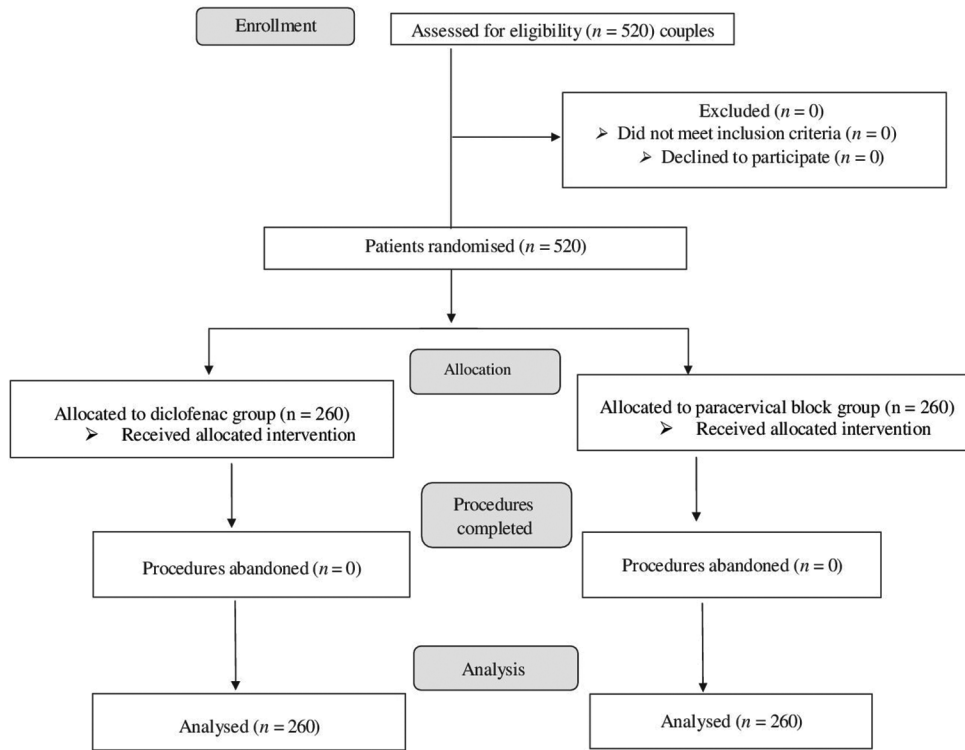 Enrollment
Assessed for eligibility (n = 520) couples
Excluded (n = 0)
➢ Did not meet inclusion criteria (n = 0)
➢ Declined to participate (n = 0)
Patients randomised (n = 520)
Allocation
Allocated to diclofenac group (n = 260)
➢ Received allocated intervention
Allocated to paracervical block group (n = 260)
➢ Received allocated intervention
Procedures
completed
Procedures abandoned (n = 0)
Procedures abandoned (n = 0)
Analysis
Analysed (n = 260)
Analysed (n = 260)